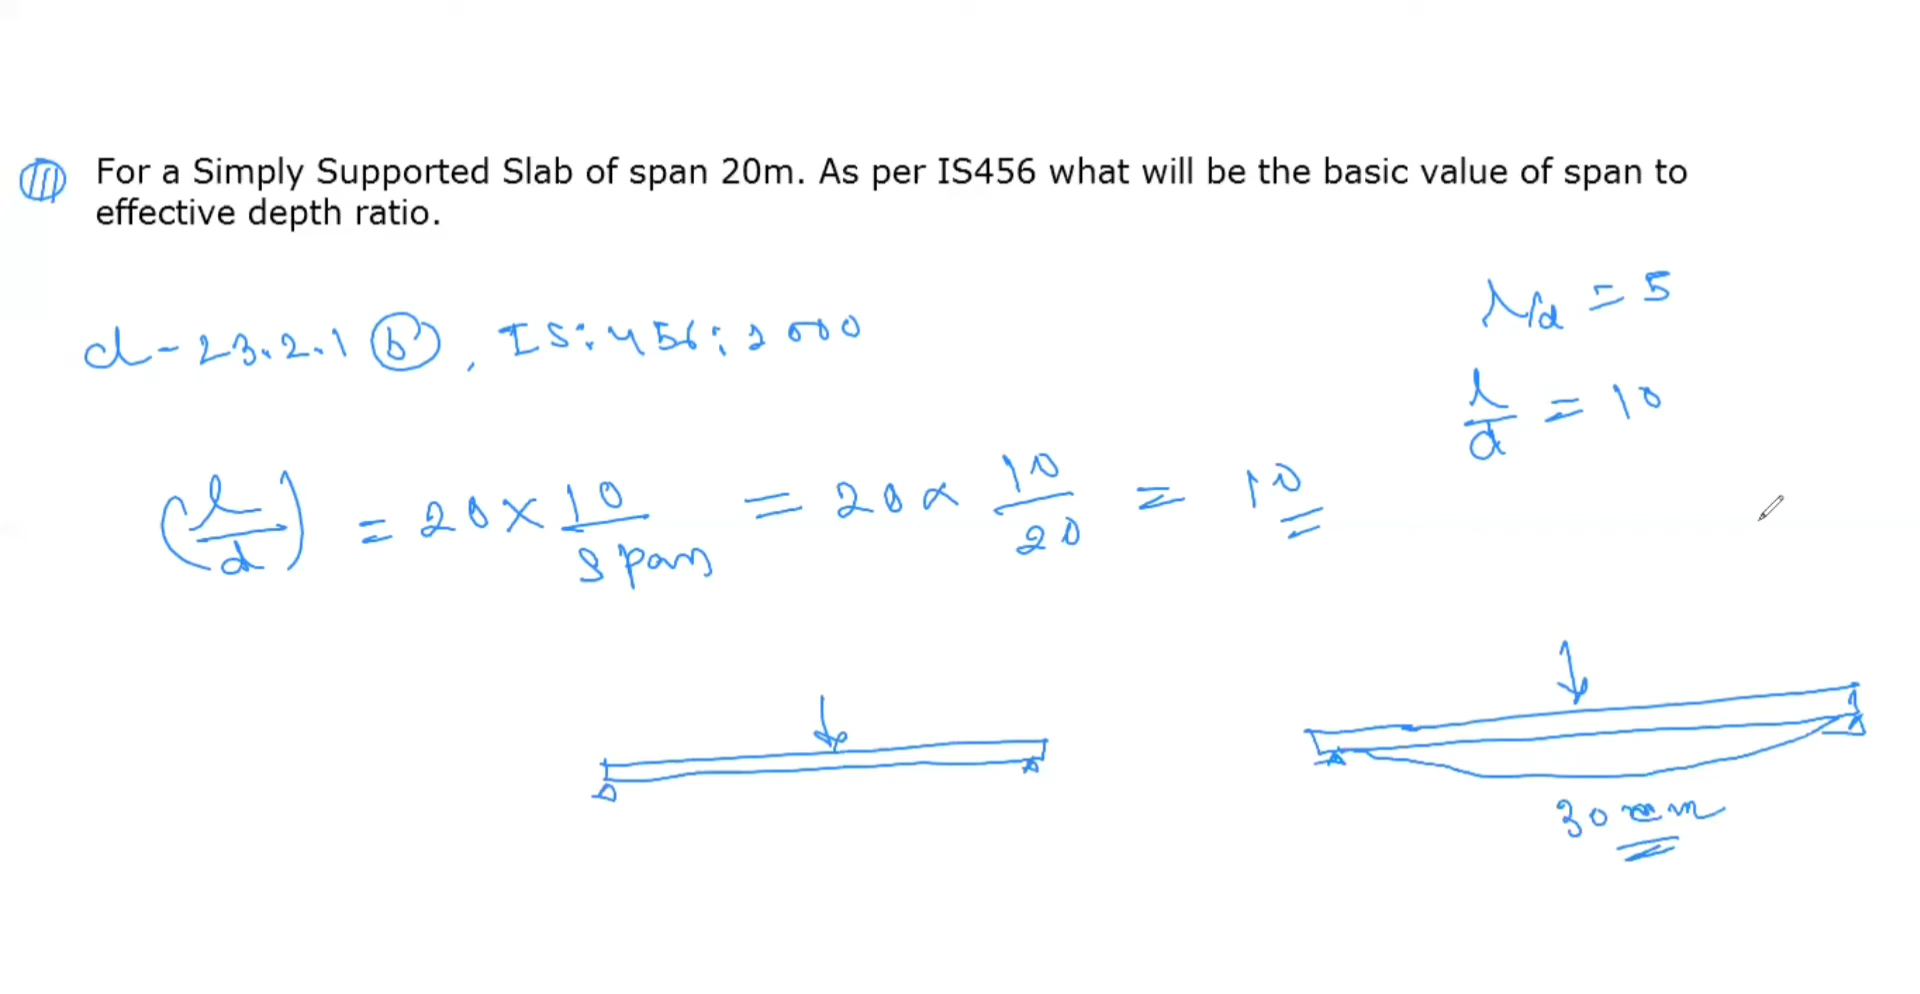 (III) For a Simply Supported Slab of span 20m. As per IS456 what will be the basic value of span to
effective depth ratio.
cl-23.2.1 (b), IS:456:2000
l/d = 5
l/d = 10
(l/d) = 20 × 10/span = 20 × 10/20 = 10
30 mm